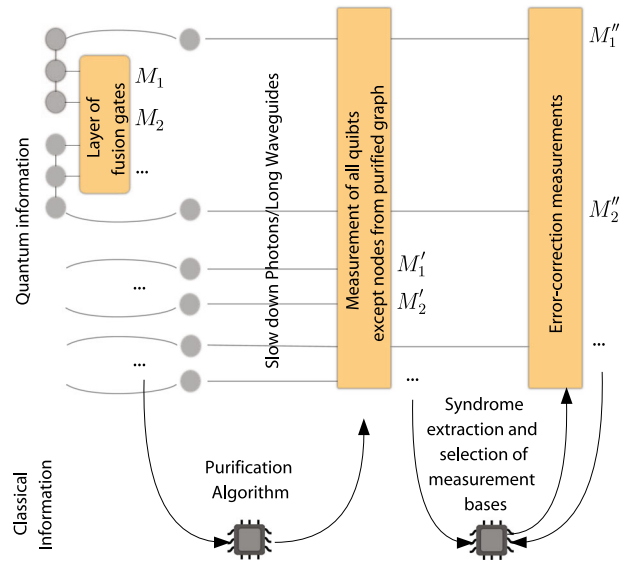 Quantum information
Layer of
fusion gates
M₁
M₂
...
...
...
Slow down Photons/Long Waveguides
Measurement of all quibts
except nodes from purified graph
M′₁
M′₂
...
Error-correction measurements
M″₁
M″₂
...
Classical
Information
Purification
Algorithm
Syndrome
extraction and
selection of
measurement
bases